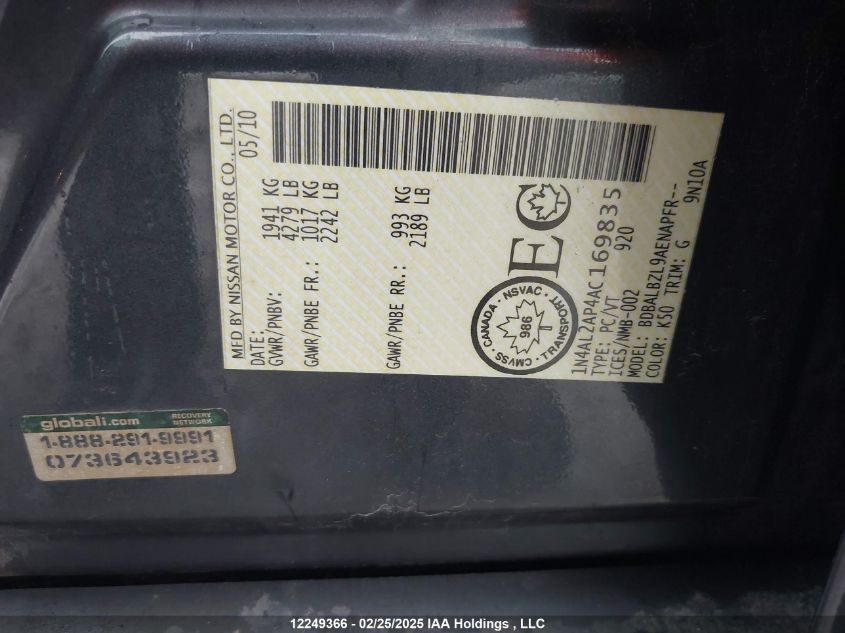 MFD BY NISSAN MOTOR CO., LTD.
DATE: 05/10
GVWR/PNBV: 1941 KG
4279 LB
GAWR/PNBE FR.: 1017 KG
2242 LB
GAWR/PNBE RR.: 993 KG
2189 LB
CANADA · NSVAC · TRANSPORT · CMVSS
986
EC
1N4AL2AP4AC169835
TYPE: PC/VT 920
ICES/NMB-002
MODEL: BDBALBZL9AENAPFR--
COLOR: K50 TRIM: G 9N10A
globali.com RECOVERY
NETWORK
1-888-291-9991
073643923
12249366 - 02/25/2025 IAA Holdings , LLC